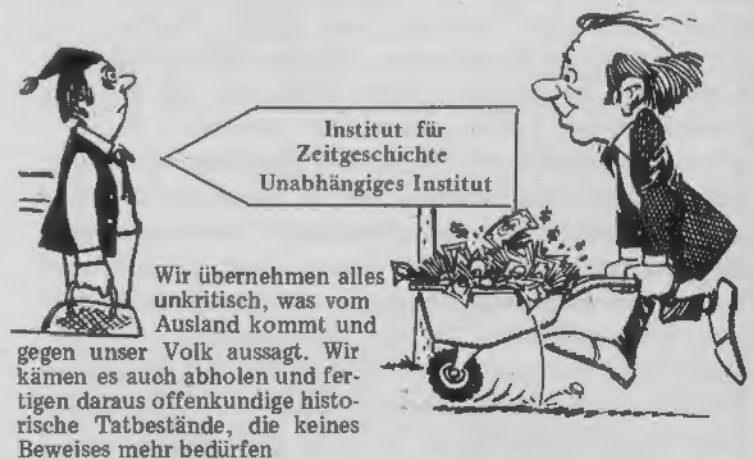 Institut für
Zeitgeschichte
Unabhängiges Institut
Wir übernehmen alles
unkritisch, was vom
Ausland kommt und
gegen unser Volk aussagt. Wir
kämen es auch abholen und fer-
tigen daraus offenkundige histo-
rische Tatbestände, die keines
Beweises mehr bedürfen